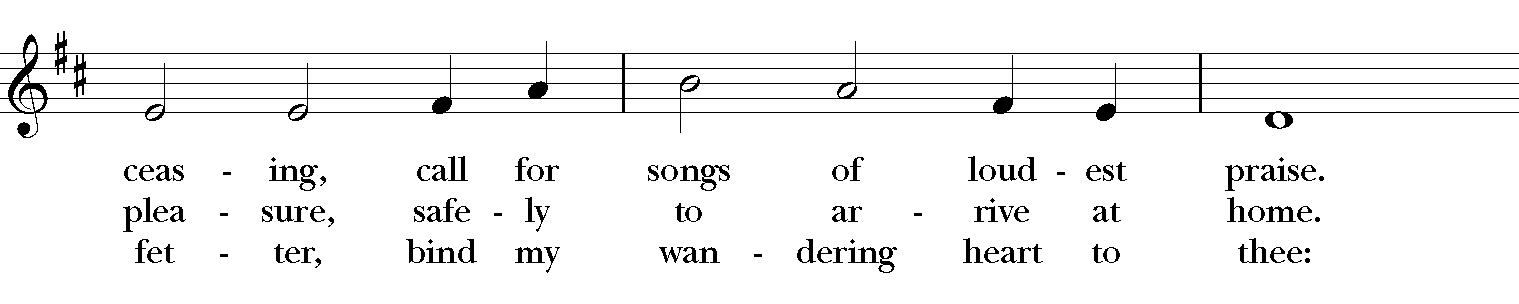 ceas - ing, call for songs of loud - est praise.
plea - sure, safe - ly to ar - rive at home.
fet - ter, bind my wan - dering heart to thee: